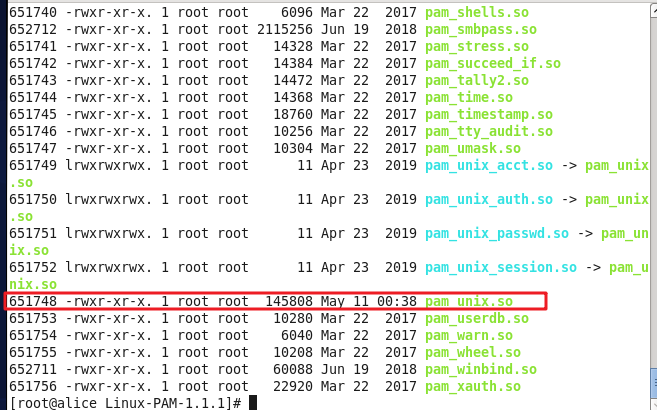 651740 -rwxr-xr-x. 1 root root    6096 Mar 22  2017 pam_shells.so
652712 -rwxr-xr-x. 1 root root 2115256 Jun 19  2018 pam_smbpass.so
651741 -rwxr-xr-x. 1 root root   14328 Mar 22  2017 pam_stress.so
651742 -rwxr-xr-x. 1 root root   14384 Mar 22  2017 pam_succeed_if.so
651743 -rwxr-xr-x. 1 root root   14472 Mar 22  2017 pam_tally2.so
651744 -rwxr-xr-x. 1 root root   14368 Mar 22  2017 pam_time.so
651745 -rwxr-xr-x. 1 root root   18760 Mar 22  2017 pam_timestamp.so
651746 -rwxr-xr-x. 1 root root   10256 Mar 22  2017 pam_tty_audit.so
651747 -rwxr-xr-x. 1 root root   10304 Mar 22  2017 pam_umask.so
651749 lrwxrwxrwx. 1 root root      11 Apr 23  2019 pam_unix_acct.so -> pam_unix
.so
651750 lrwxrwxrwx. 1 root root      11 Apr 23  2019 pam_unix_auth.so -> pam_unix
.so
651751 lrwxrwxrwx. 1 root root      11 Apr 23  2019 pam_unix_passwd.so -> pam_un
ix.so
651752 lrwxrwxrwx. 1 root root      11 Apr 23  2019 pam_unix_session.so -> pam_u
nix.so
651748 -rwxr-xr-x. 1 root root  145808 May 11 00:38 pam_unix.so
651753 -rwxr-xr-x. 1 root root   10280 Mar 22  2017 pam_userdb.so
651754 -rwxr-xr-x. 1 root root    6040 Mar 22  2017 pam_warn.so
651755 -rwxr-xr-x. 1 root root   10208 Mar 22  2017 pam_wheel.so
652711 -rwxr-xr-x. 1 root root   60088 Jun 19  2018 pam_winbind.so
651756 -rwxr-xr-x. 1 root root   22920 Mar 22  2017 pam_xauth.so
[root@alice Linux-PAM-1.1.1]#